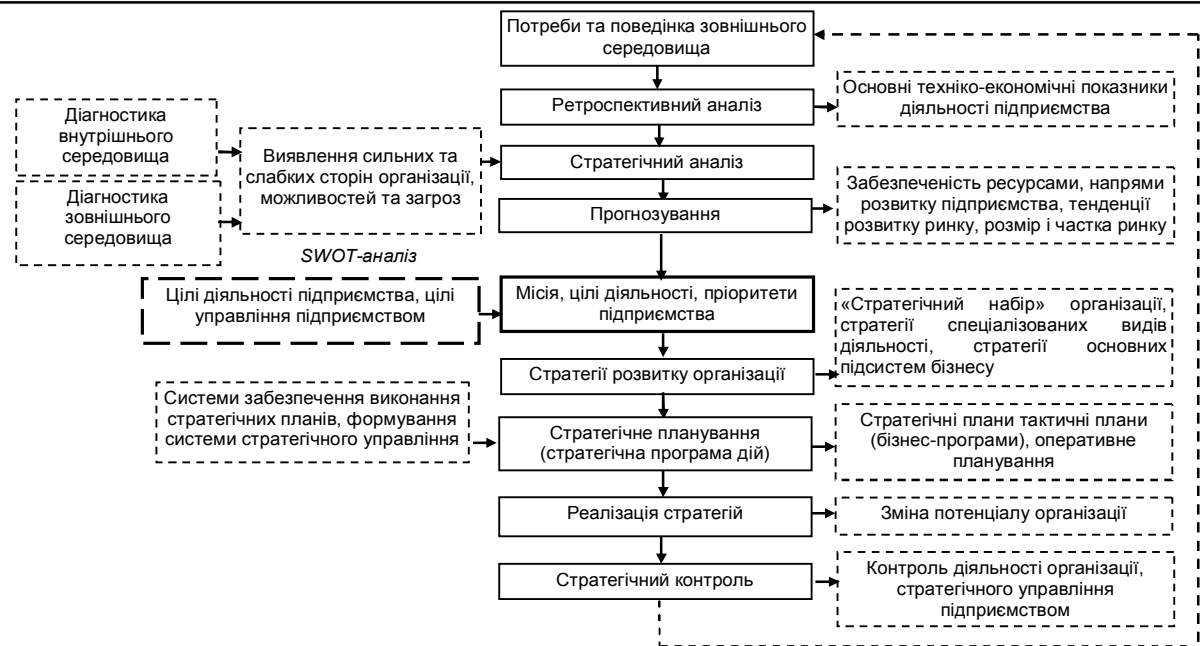 Потреби та поведінка зовнішнього
середовища
Ретроспективний аналіз
Основні техніко-економічні показники
діяльності підприємства
Діагностика
внутрішнього
середовища
Виявлення сильних та
слабких сторін організації,
можливостей та загроз
Стратегічний аналіз
Діагностика
зовнішнього
середовища
Прогнозування
Забезпеченість ресурсами, напрями
розвитку підприємства, тенденції
розвитку ринку, розмір і частка ринку
SWOT-аналіз
Цілі діяльності підприємства, цілі
управління підприємством
Місія, цілі діяльності, пріоритети
підприємства
«Стратегічний набір» організації,
стратегії спеціалізованих видів
діяльності, стратегії основних
підсистем бізнесу
Стратегії розвитку організації
Системи забезпечення виконання
стратегічних планів, формування
системи стратегічного управління
Стратегічне планування
(стратегічна програма дій)
Стратегічні плани тактичні плани
(бізнес-програми), оперативне
планування
Реалізація стратегій
Зміна потенціалу організації
Стратегічний контроль
Контроль діяльності організації,
стратегічного управління
підприємством